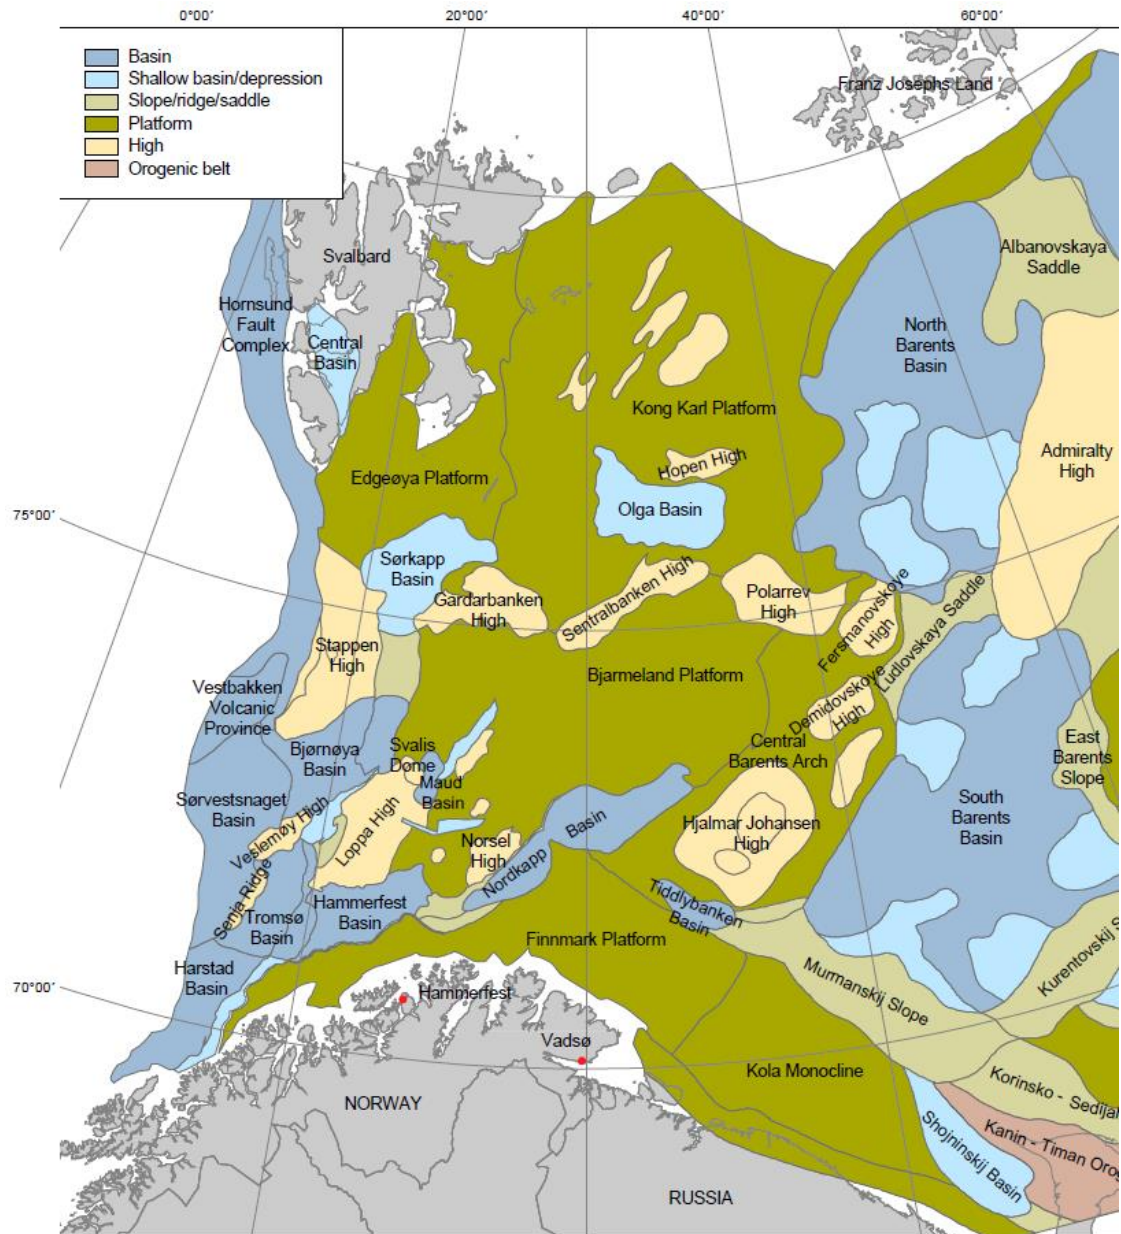 0°00´
20°00´
40°00´
60°00´
Basin
Shallow basin/depression
Slope/ridge/saddle
Platform
High
Orogenic belt
Franz Josephs Land
Svalbard
Albanovskaya
Saddle
Hornsund
Fault
Complex
Central
Basin
North
Barents
Basin
Kong Karl Platform
Admiralty
High
Hopen High
Edgeøya Platform
Olga Basin
75°00´
Sørkapp
Basin
Gardarbanken
High
Sentralbanken High
Polarrev
High
Fersmanovskoye
High
Ludlovskaya Saddle
Stappen
High
Bjarmeland Platform
Vestbakken
Volcanic
Province
Demidovskoye
High
Bjørnøya
Basin
Svalis
Dome
Maud
Basin
Central
Barents Arch
East
Barents
Slope
Sørvestsnaget
Basin
Veslemøy High
Loppa High
Norsel
High
Nordkapp
Basin
Hjalmar Johansen
High
South
Barents
Basin
Senja Ridge
Tromsø
Basin
Hammerfest
Basin
Tiddlybanken
Basin
Finnmark Platform
Harstad
Basin
Murmanskij Slope
Kurentovskij S
70°00´
Hammerfest
Vadsø
Kola Monocline
NORWAY
Korinsko - Sedijal
Shojninskij Basin
Kanin - Timan Orog
RUSSIA